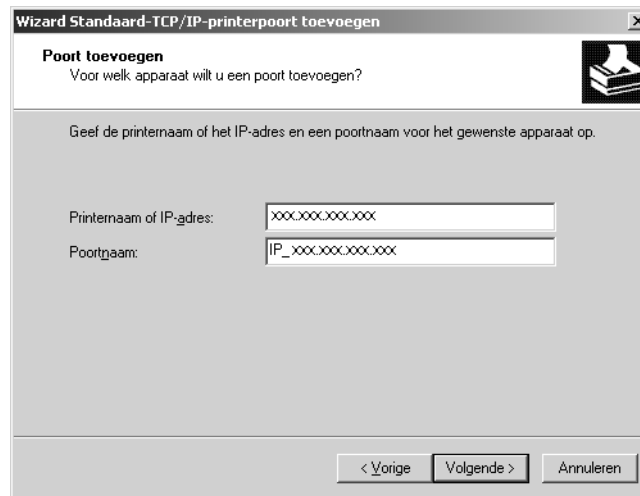 Wizard Standaard-TCP/IP-printerpoort toevoegen
Poort toevoegen
Voor welk apparaat wilt u een poort toevoegen?
Geef de printernaam of het IP-adres en een poortnaam voor het gewenste apparaat op.
Printernaam of IP-adres: xxx.xxx.xxx.xxx
Poortnaam: IP_xxx.xxx.xxx.xxx
< Vorige Volgende > Annuleren